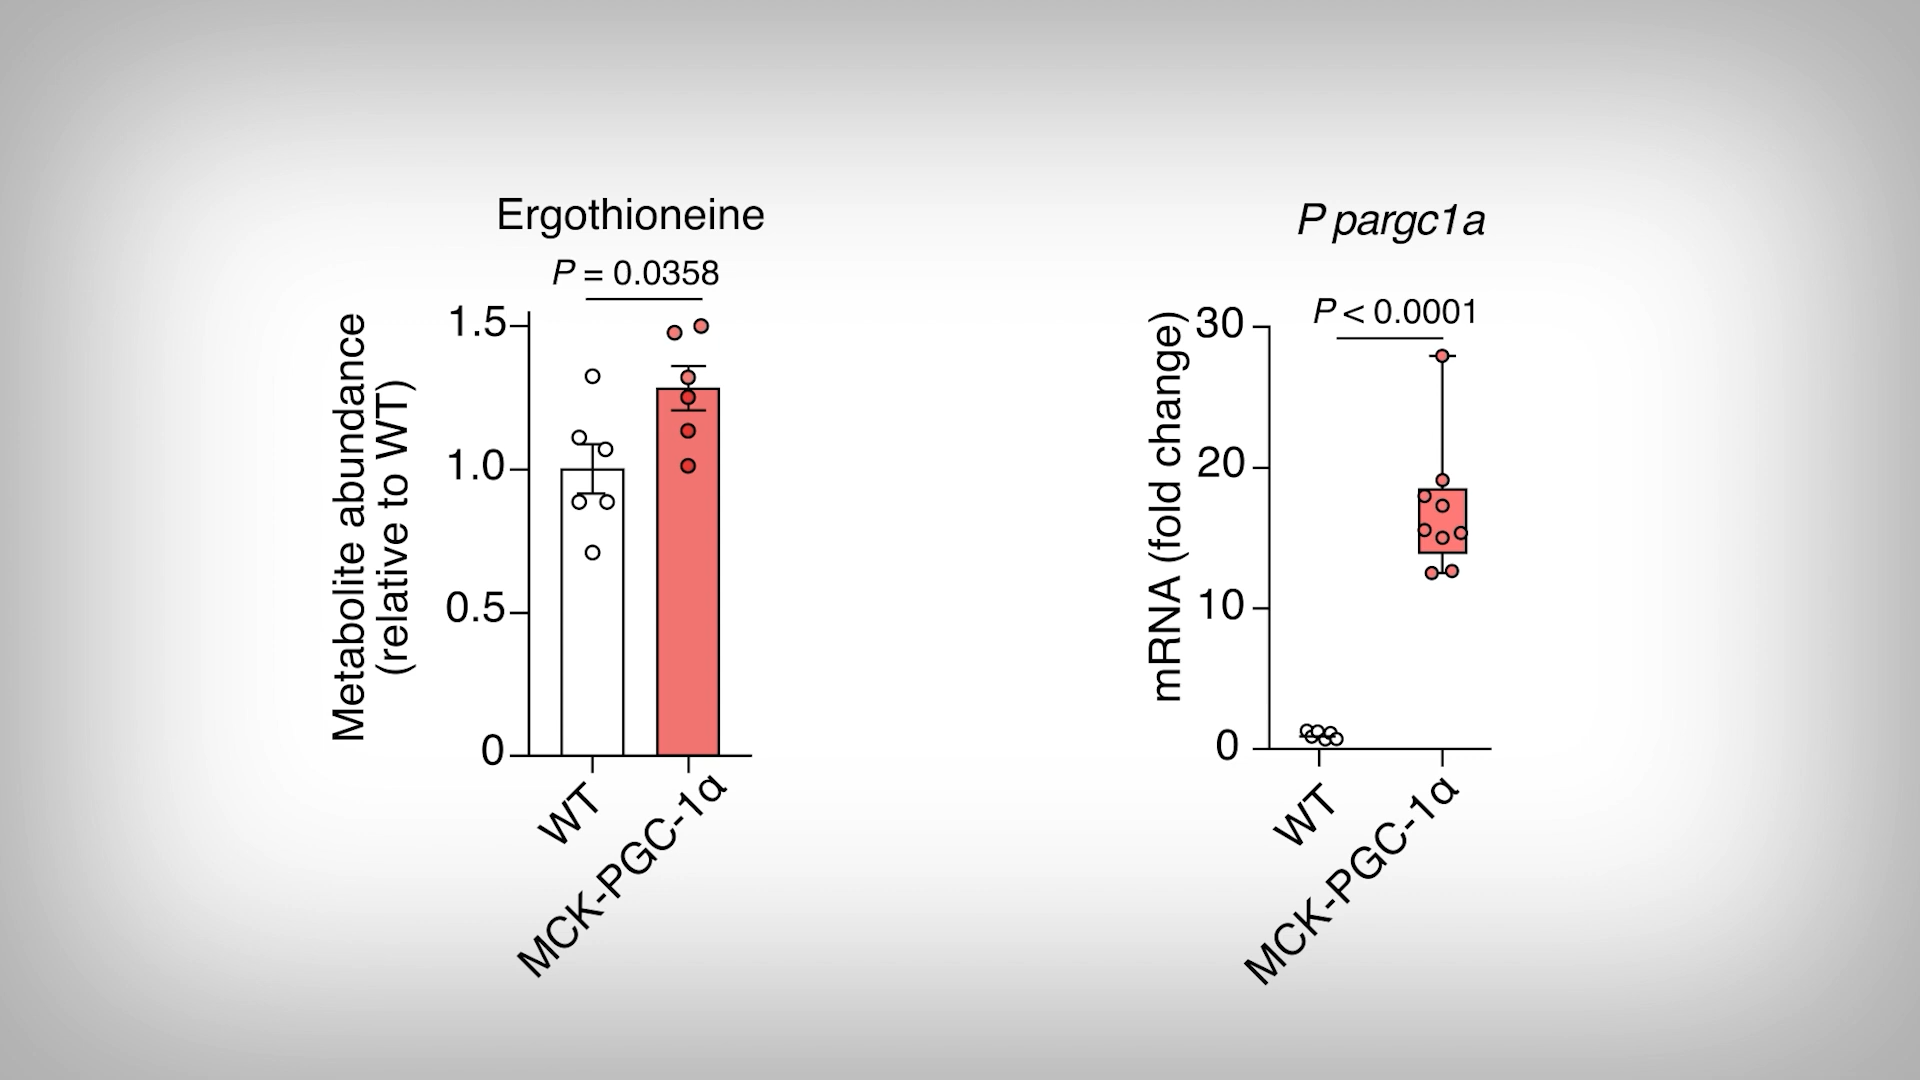 Ergothioneine
P = 0.0358
Metabolite abundance
(relative to WT)
1.5
1.0
0.5
0
WT
MCK-PGC-1α
P pargc1a
P < 0.0001
mRNA (fold change)
30
20
10
0
WT
MCK-PGC-1α